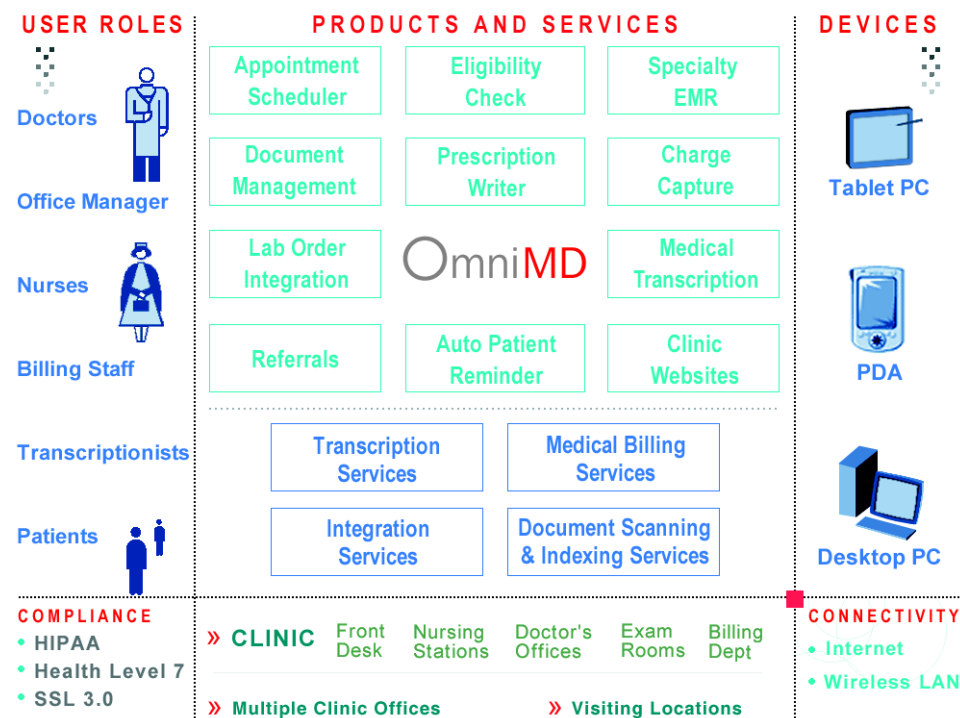 USER ROLES
PRODUCTS AND SERVICES
DEVICES
Doctors
Office Manager
Nurses
Billing Staff
Transcriptionists
Patients
Appointment
Scheduler
Eligibility
Check
Specialty
EMR
Document
Management
Prescription
Writer
Charge
Capture
Lab Order
Integration
OmniMD
Medical
Transcription
Referrals
Auto Patient
Reminder
Clinic
Websites
Transcription
Services
Medical Billing
Services
Integration
Services
Document Scanning
& Indexing Services
Tablet PC
PDA
Desktop PC
COMPLIANCE
• HIPAA
• Health Level 7
• SSL 3.0
» CLINIC
Front
Desk
Nursing
Stations
Doctor's
Offices
Exam
Rooms
Billing
Dept
» Multiple Clinic Offices
» Visiting Locations
CONNECTIVITY
• Internet
• Wireless LAN